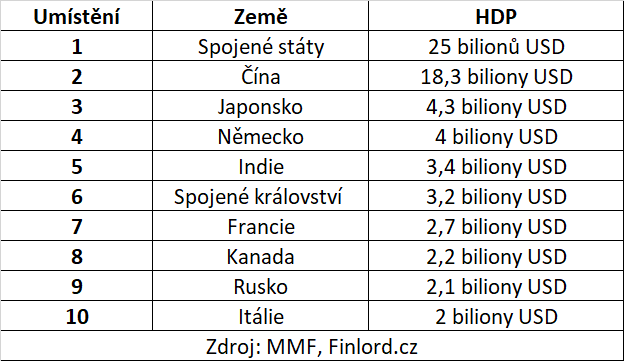 Umístění Země HDP
1 Spojené státy 25 bilionů USD
2 Čína 18,3 biliony USD
3 Japonsko 4,3 biliony USD
4 Německo 4 biliony USD
5 Indie 3,4 biliony USD
6 Spojené království 3,2 biliony USD
7 Francie 2,7 biliony USD
8 Kanada 2,2 biliony USD
9 Rusko 2,1 biliony USD
10 Itálie 2 biliony USD
Zdroj: MMF, Finlord.cz